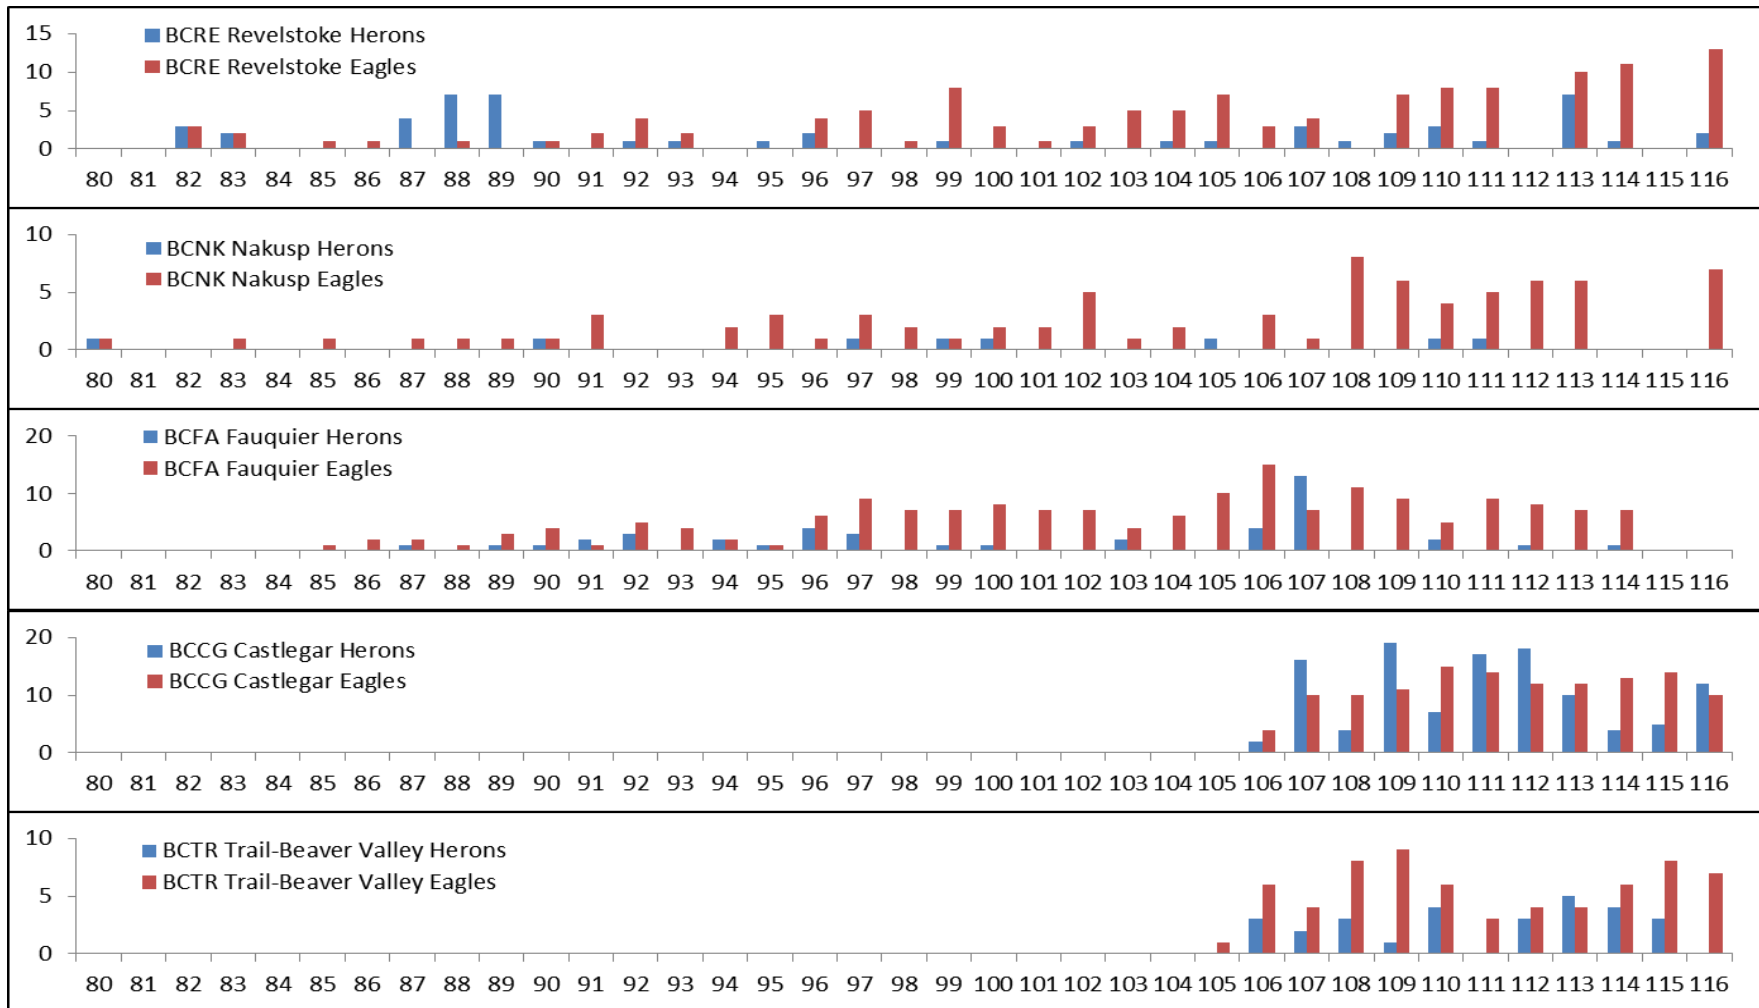 15
10
5
0
BCRE Revelstoke Herons
BCRE Revelstoke Eagles
80 81 82 83 84 85 86 87 88 89 90 91 92 93 94 95 96 97 98 99 100 101 102 103 104 105 106 107 108 109 110 111 112 113 114 115 116
10
5
0
BCNK Nakusp Herons
BCNK Nakusp Eagles
80 81 82 83 84 85 86 87 88 89 90 91 92 93 94 95 96 97 98 99 100 101 102 103 104 105 106 107 108 109 110 111 112 113 114 115 116
20
10
0
BCFA Fauquier Herons
BCFA Fauquier Eagles
80 81 82 83 84 85 86 87 88 89 90 91 92 93 94 95 96 97 98 99 100 101 102 103 104 105 106 107 108 109 110 111 112 113 114 115 116
20
10
0
BCCG Castlegar Herons
BCCG Castlegar Eagles
80 81 82 83 84 85 86 87 88 89 90 91 92 93 94 95 96 97 98 99 100 101 102 103 104 105 106 107 108 109 110 111 112 113 114 115 116
10
5
0
BCTR Trail-Beaver Valley Herons
BCTR Trail-Beaver Valley Eagles
80 81 82 83 84 85 86 87 88 89 90 91 92 93 94 95 96 97 98 99 100 101 102 103 104 105 106 107 108 109 110 111 112 113 114 115 116